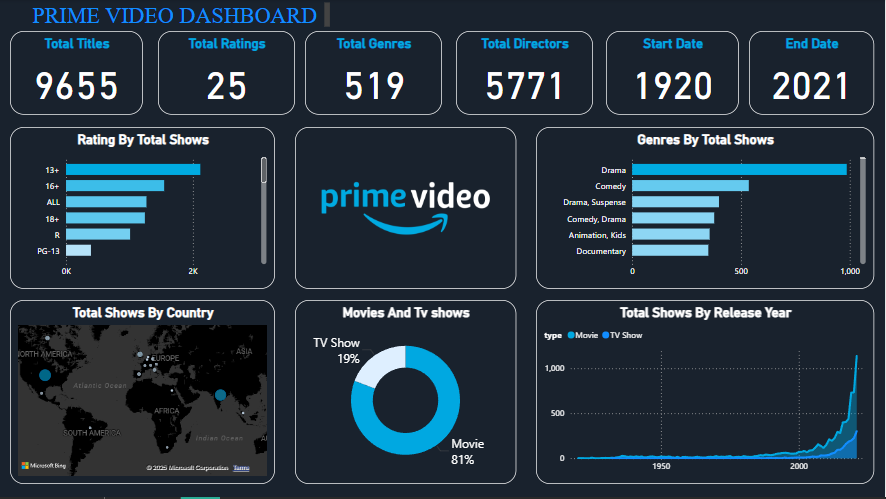 PRIME VIDEO DASHBOARD
Total Titles
9655
Total Ratings
25
Total Genres
519
Total Directors
5771
Start Date
1920
End Date
2021
Rating By Total Shows
13+
16+
ALL
18+
R
PG-13
0K 2K
prime video
Genres By Total Shows
Drama
Comedy
Drama, Suspense
Comedy, Drama
Animation, Kids
Documentary
0 500 1,000
Total Shows By Country
NORTH AMERICA
EUROPE
ASIA
Atlantic Ocean
AFRICA
SOUTH AMERICA
Indian Ocean
Microsoft Bing
© 2025 Microsoft Corporation Terms
Movies And Tv shows
TV Show
19%
Movie
81%
Total Shows By Release Year
type Movie TV Show
1,000
500
0
1950 2000